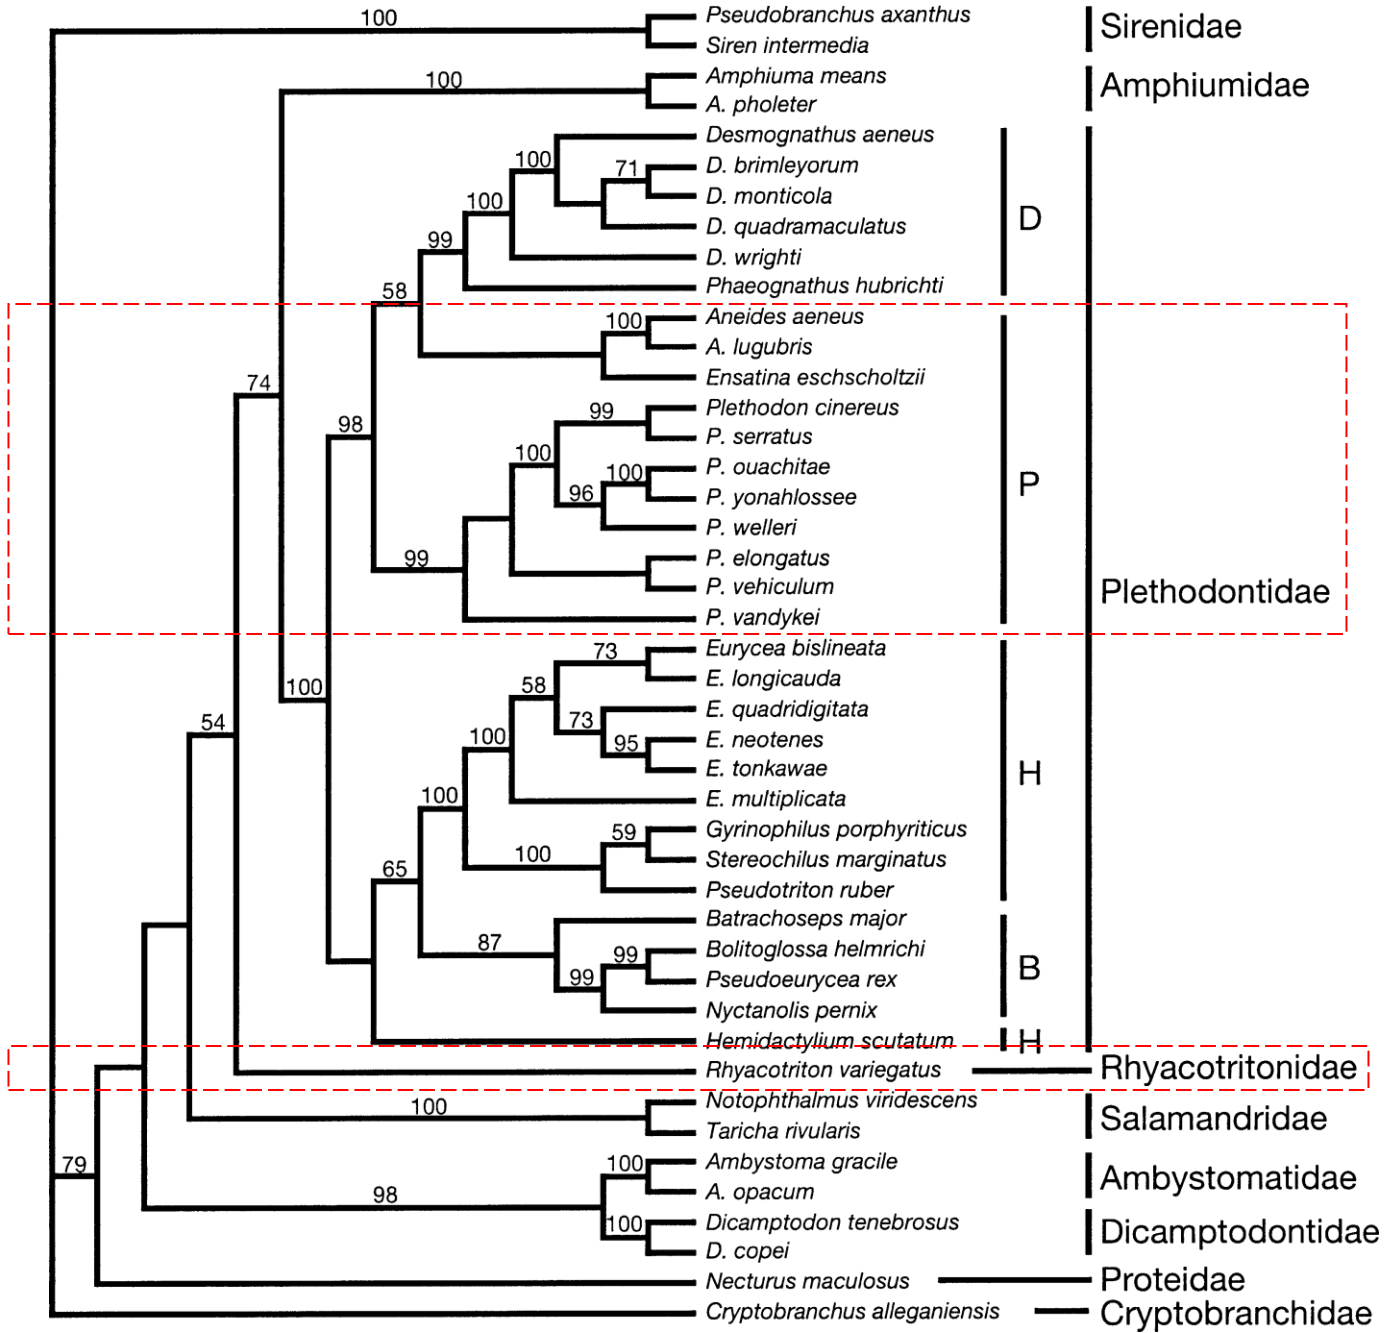 100
Pseudobranchus axanthus
Siren intermedia
Sirenidae
100
Amphiuma means
A. pholeter
Amphiumidae
Desmognathus aeneus
100
71
D. brimleyorum
D. monticola
100
D. quadramaculatus
D
99
D. wrighti
Phaeognathus hubrichti
58
Aneides aeneus
100
A. lugubris
74
Ensatina eschscholtzii
99
Plethodon cinereus
98
P. serratus
100
P. ouachitae
100
96
P. yonahlossee
P
P. welleri
99
P. elongatus
P. vehiculum
Plethodontidae
P. vandykei
73
Eurycea bislineata
E. longicauda
100
58
E. quadridigitata
54
73
100
95
E. neotenes
E. tonkawae
H
100
E. multiplicata
59
Gyrinophilus porphyriticus
100
Stereochilus marginatus
65
Pseudotriton ruber
Batrachoseps major
87
99
Bolitoglossa helmrichi
99
Pseudoeurycea rex
B
Nyctanolis pernix
Hemidactylium scutatum
H
Rhyacotriton variegatus
Rhyacotritonidae
100
Notophthalmus viridescens
Taricha rivularis
Salamandridae
79
100
Ambystoma gracile
98
A. opacum
Ambystomatidae
100
Dicamptodon tenebrosus
D. copei
Dicamptodontidae
Necturus maculosus
Proteidae
Cryptobranchus alleganiensis
Cryptobranchidae